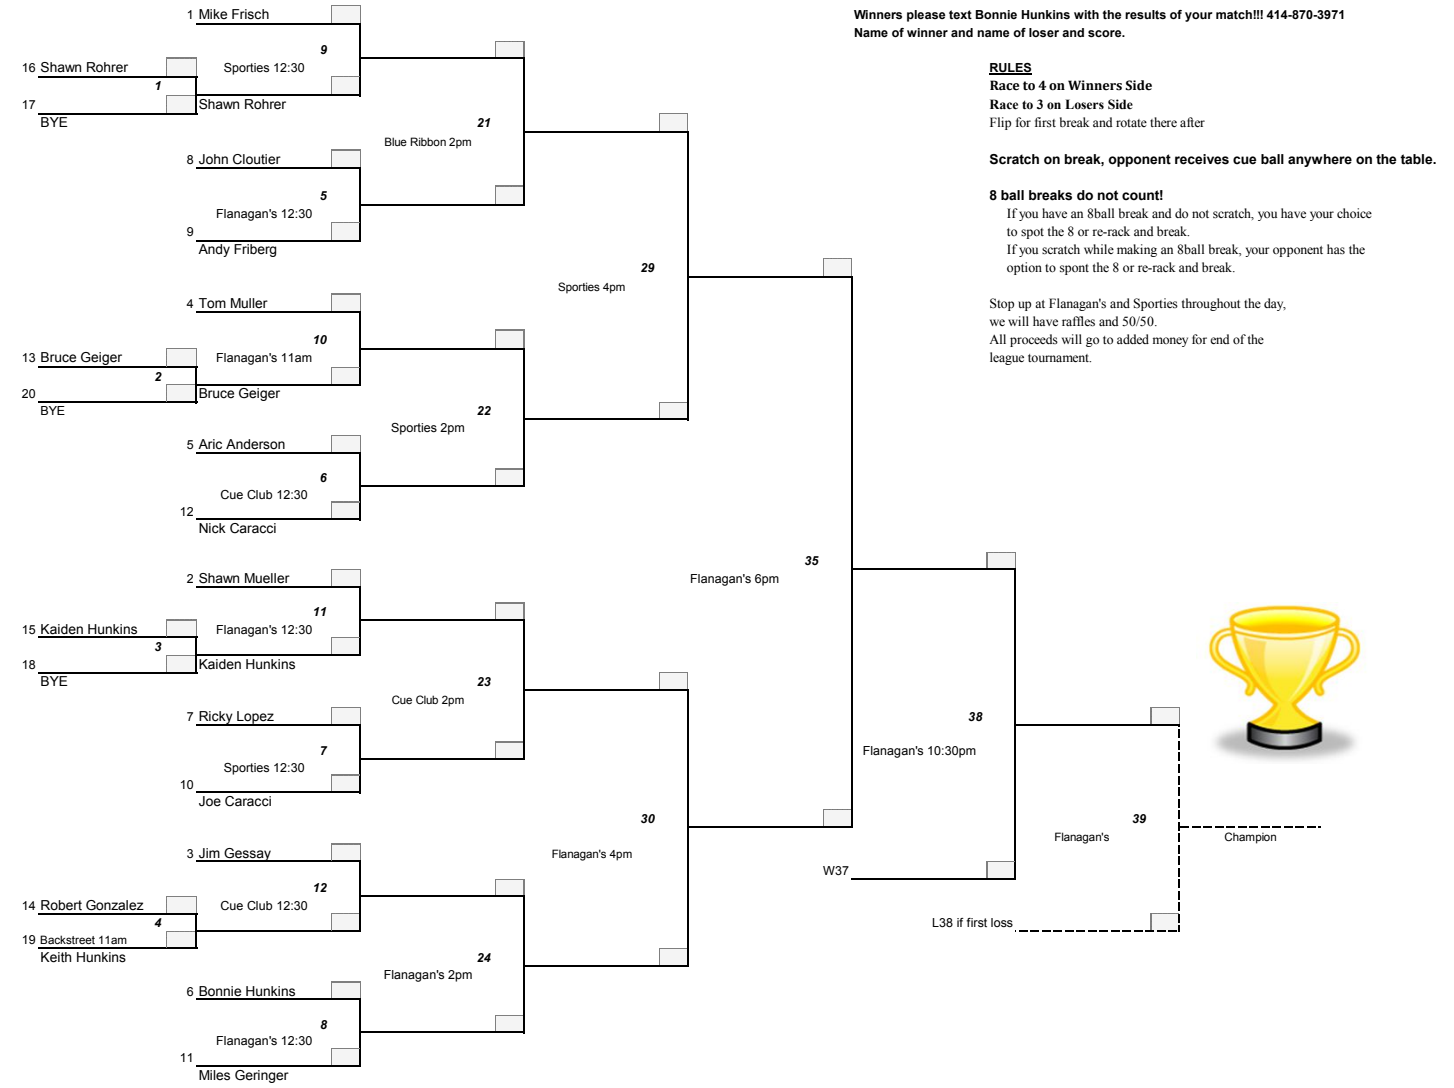 Winners please text Bonnie Hunkins with the results of your match!!! 414-870-3971
Name of winner and name of loser and score.
RULES
Race to 4 on Winners Side
Race to 3 on Losers Side
Flip for first break and rotate there after
Scratch on break, opponent receives cue ball anywhere on the table.
8 ball breaks do not count!
If you have an 8ball break and do not scratch, you have your choice
to spot the 8 or re-rack and break.
If you scratch while making an 8ball break, your opponent has the
option to spont the 8 or re-rack and break.
Stop up at Flanagan's and Sporties throughout the day,
we will have raffles and 50/50.
All proceeds will go to added money for end of the
league tournament.
1 Mike Frisch
9
Sporties 12:30
16 Shawn Rohrer
1
17
BYE
Shawn Rohrer
21
Blue Ribbon 2pm
8 John Cloutier
5
Flanagan's 12:30
9
Andy Friberg
29
Sporties 4pm
4 Tom Muller
10
Flanagan's 11am
13 Bruce Geiger
2
20
BYE
Bruce Geiger
22
Sporties 2pm
5 Aric Anderson
6
Cue Club 12:30
12
Nick Caracci
35
Flanagan's 6pm
2 Shawn Mueller
11
Flanagan's 12:30
15 Kaiden Hunkins
3
18
BYE
Kaiden Hunkins
23
Cue Club 2pm
7 Ricky Lopez
7
Sporties 12:30
10
Joe Caracci
38
Flanagan's 10:30pm
30
Flanagan's 4pm
39
Flanagan's
Champion
3 Jim Gessay
12
Cue Club 12:30
W37
14 Robert Gonzalez
4
19 Backstreet 11am
Keith Hunkins
L38 if first loss
24
Flanagan's 2pm
6 Bonnie Hunkins
8
Flanagan's 12:30
11
Miles Geringer